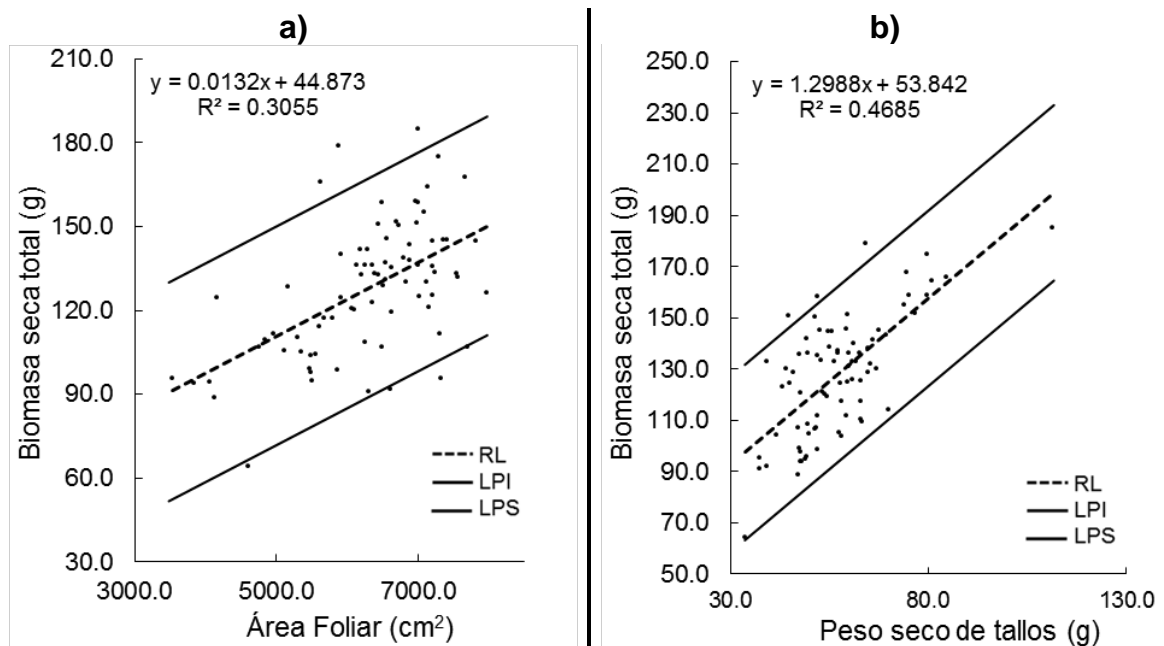 a)
210.0
180.0
150.0
120.0
90.0
60.0
30.0
Biomasa seca total (g)
y = 0.0132x + 44.873
R² = 0.3055
RL
LPI
LPS
3000.0 5000.0 7000.0
Área Foliar (cm²)
b)
250.0
230.0
210.0
190.0
170.0
150.0
130.0
110.0
90.0
70.0
50.0
Biomasa seca total (g)
y = 1.2988x + 53.842
R² = 0.4685
RL
LPI
LPS
30.0 80.0 130.0
Peso seco de tallos (g)